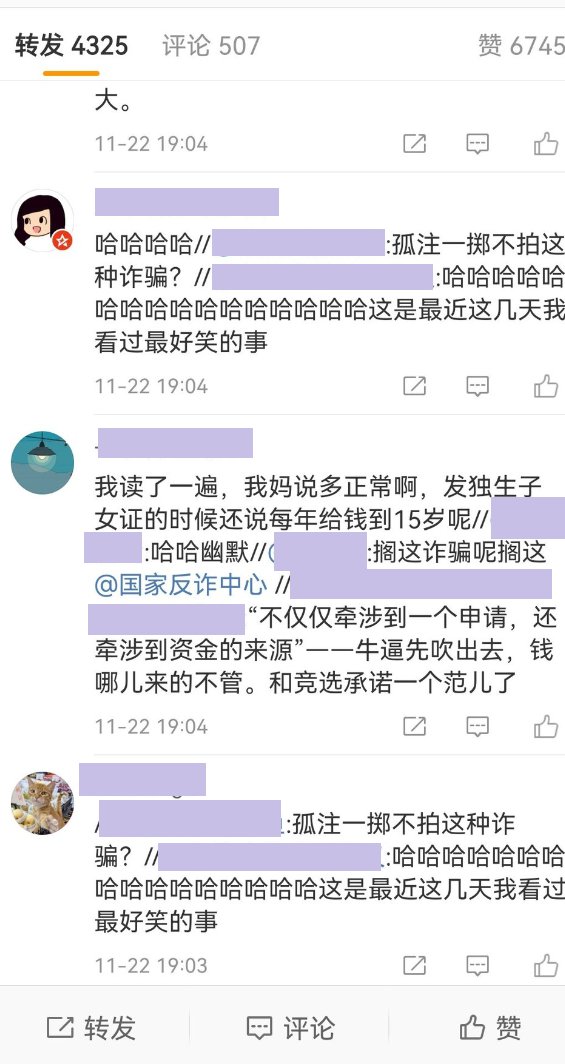 转发 4325 评论 507 赞 6745
大。
11-22 19:04
哈哈哈哈// :孤注一掷不拍这
种诈骗？// :哈哈哈哈哈
哈哈哈哈哈哈哈哈哈哈哈这是最近这几天我
看过最好笑的事
11-22 19:04
我读了一遍，我妈说多正常啊，发独生子
女证的时候还说每年给钱到15岁呢//
:哈哈幽默// :搁这诈骗呢搁这
@国家反诈中心 //
“不仅仅牵涉到一个申请，还
牵涉到资金的来源”——牛逼先吹出去，钱
哪儿来的不管。和竞选承诺一个范儿了
11-22 19:04
// :孤注一掷不拍这种诈
骗？// :哈哈哈哈哈哈哈
哈哈哈哈哈哈哈哈哈这是最近这几天我看过
最好笑的事
11-22 19:03
转发 评论 赞